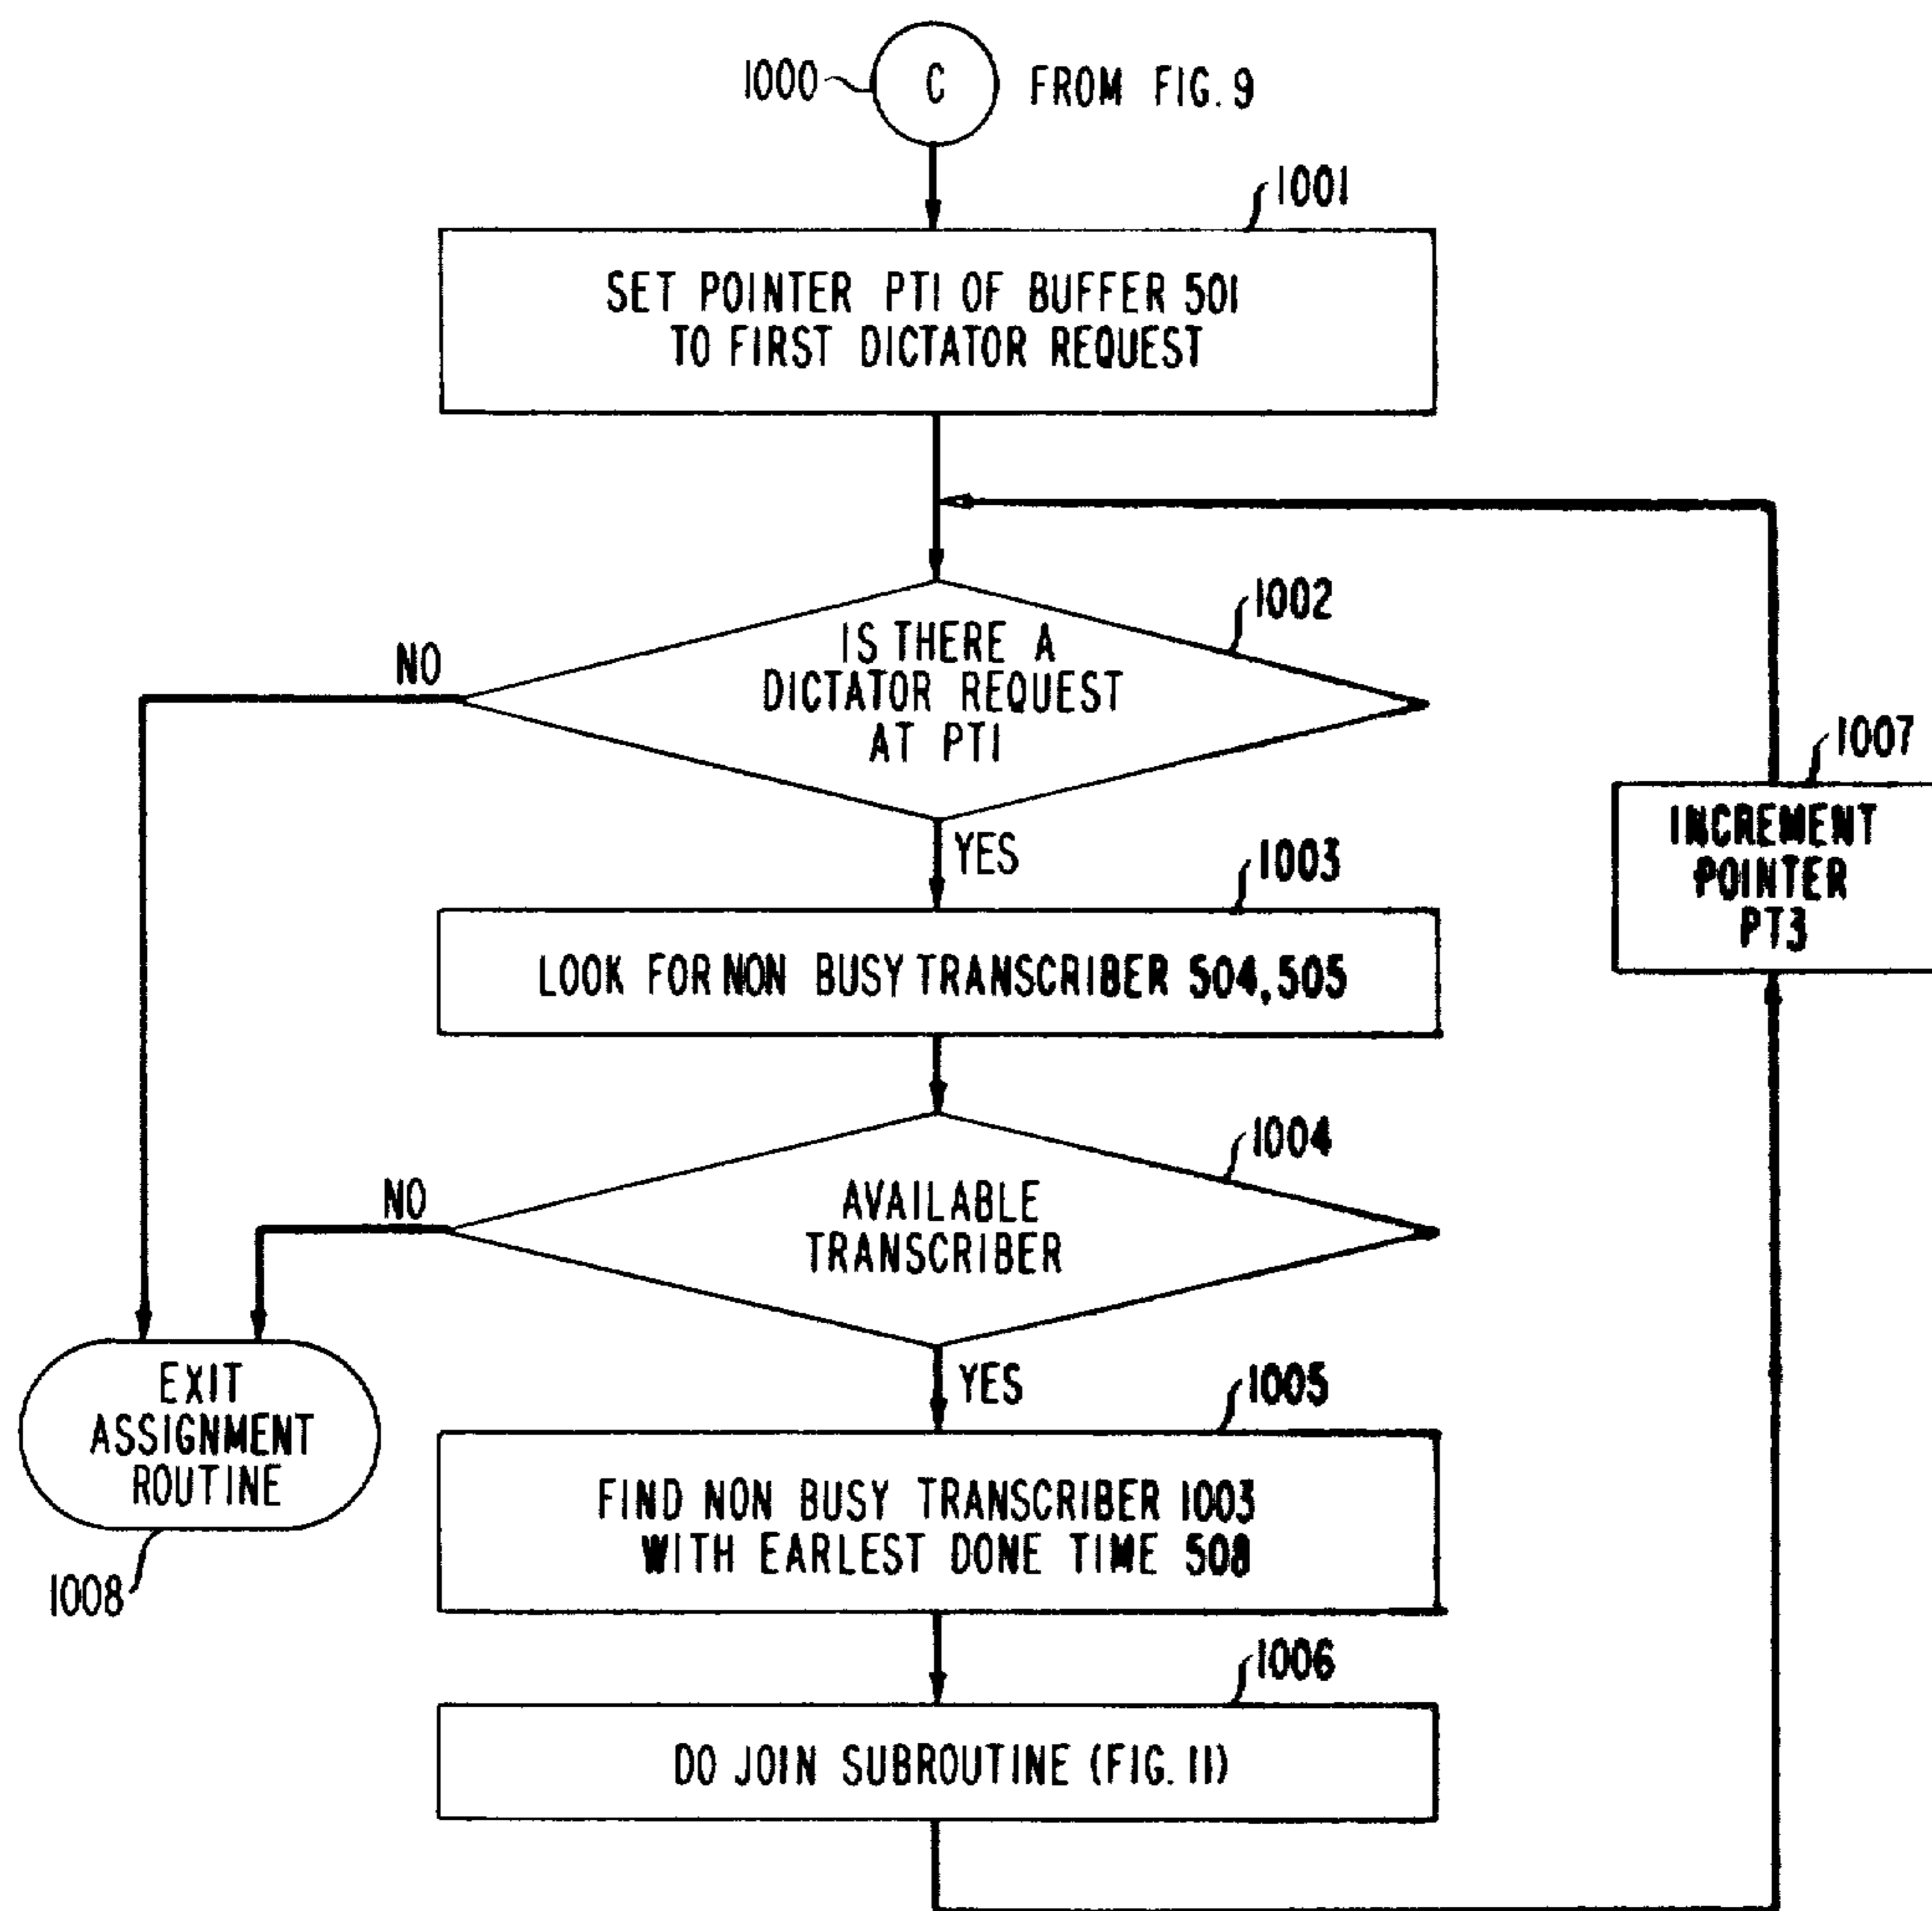 1000
C
FROM FIG. 9
1001
SET POINTER PT1 OF BUFFER 501
TO FIRST DICTATOR REQUEST
1002
IS THERE A
DICTATOR REQUEST
AT PT1
NO
YES
1007
INCREMENT
POINTER
PT3
1003
LOOK FOR NON BUSY TRANSCRIBER 504,505
1004
AVAILABLE
TRANSCRIBER
NO
YES
EXIT
ASSIGNMENT
ROUTINE
1008
1005
FIND NON BUSY TRANSCRIBER 1003
WITH EARLEST DONE TIME 508
1006
DO JOIN SUBROUTINE (FIG. 11)